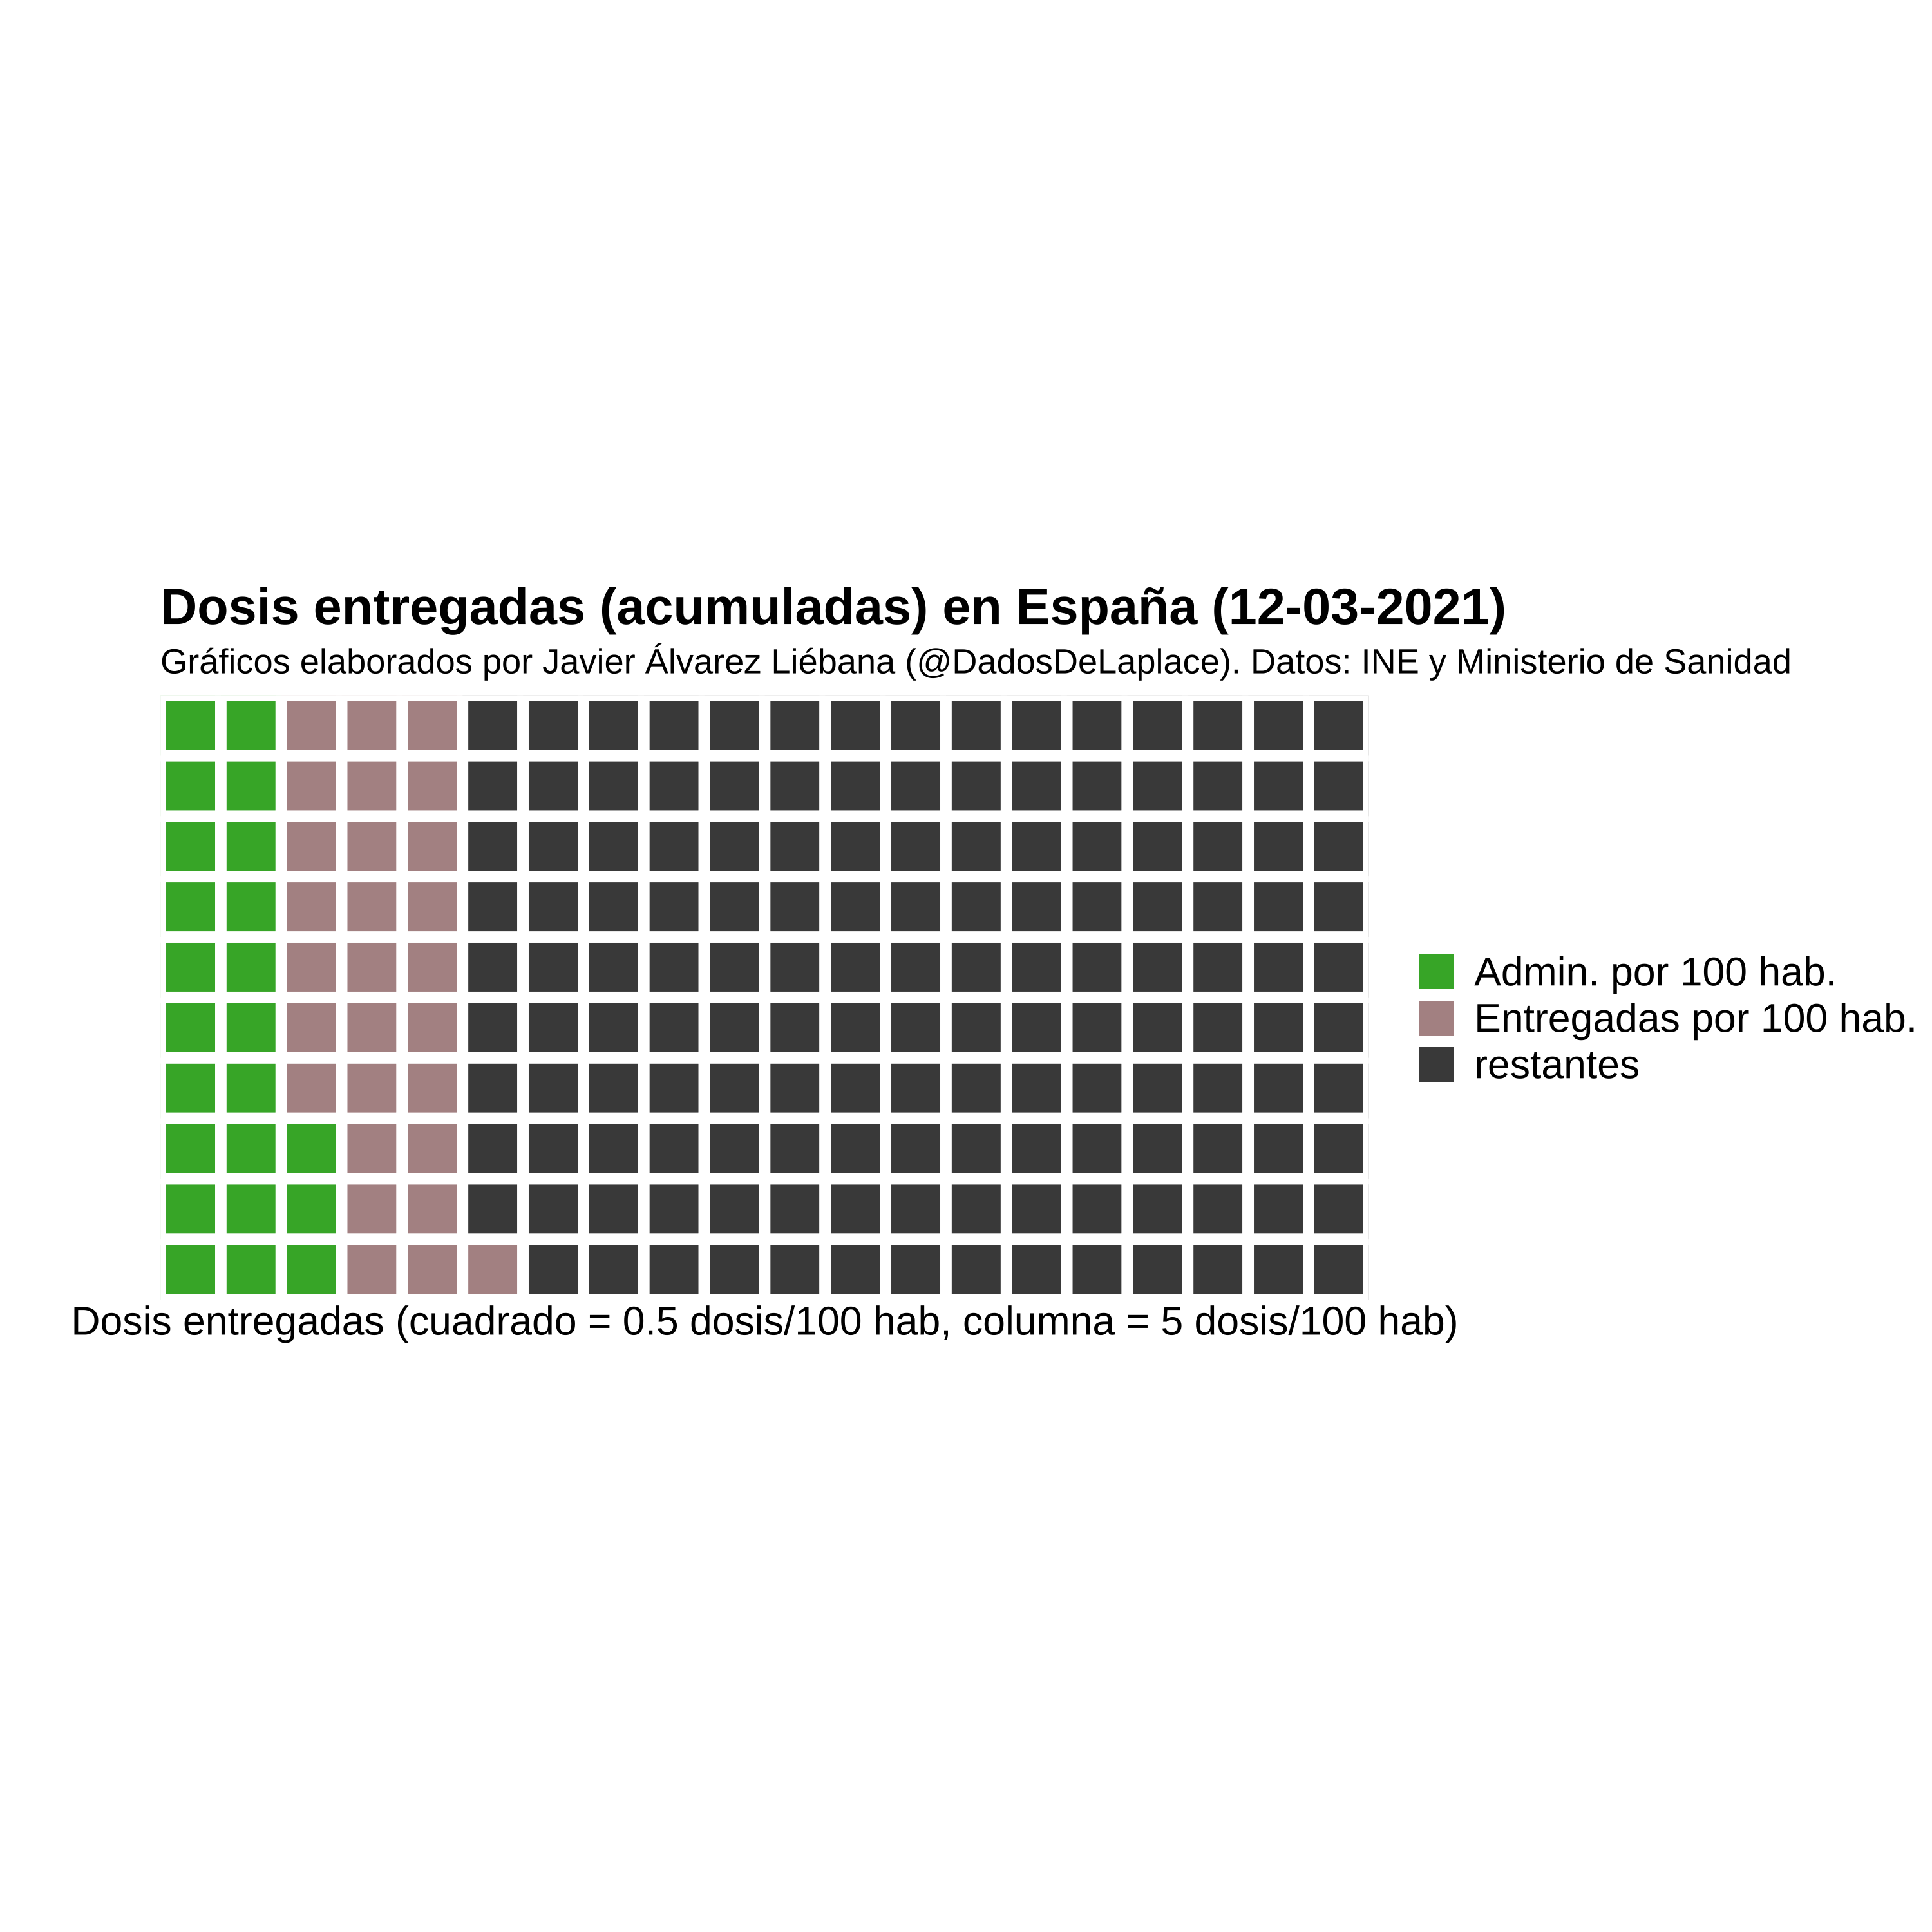 Dosis entregadas (acumuladas) en España (12-03-2021)
Gráficos elaborados por Javier Álvarez Liébana (@DadosDeLaplace). Datos: INE y Ministerio de Sanidad
Admin. por 100 hab.
Entregadas por 100 hab.
restantes
Dosis entregadas (cuadrado = 0.5 dosis/100 hab, columna = 5 dosis/100 hab)